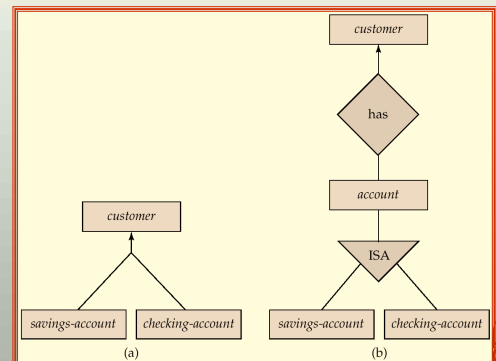 customer
has
account
customer
ISA
savings-account checking-account savings-account checking-account
(a) (b)